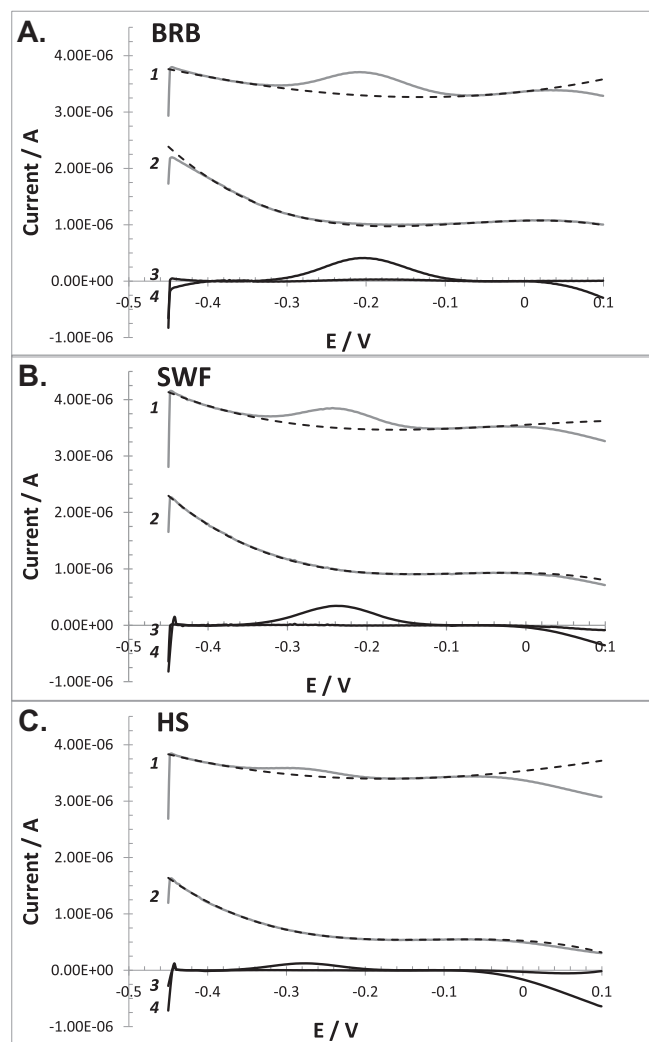 A. BRB
4.00E-06
1
3.00E-06
2
2.00E-06
Current / A
1.00E-06
3
0.00E+00
4
-0.5 -0.4 -0.3 -0.2 -0.1 0 0.1
-1.00E-06
E / V
B. SWF
4.00E-06
1
3.00E-06
2
2.00E-06
Current / A
1.00E-06
3
0.00E+00
4
-0.5 -0.4 -0.3 -0.2 -0.1 0 0.1
-1.00E-06
E / V
C. HS
4.00E-06
1
3.00E-06
2
2.00E-06
Current / A
1.00E-06
0.00E+00
3
-0.5 -0.4 -0.3 -0.2 -0.1 0 0.1
4
-1.00E-06
E / V